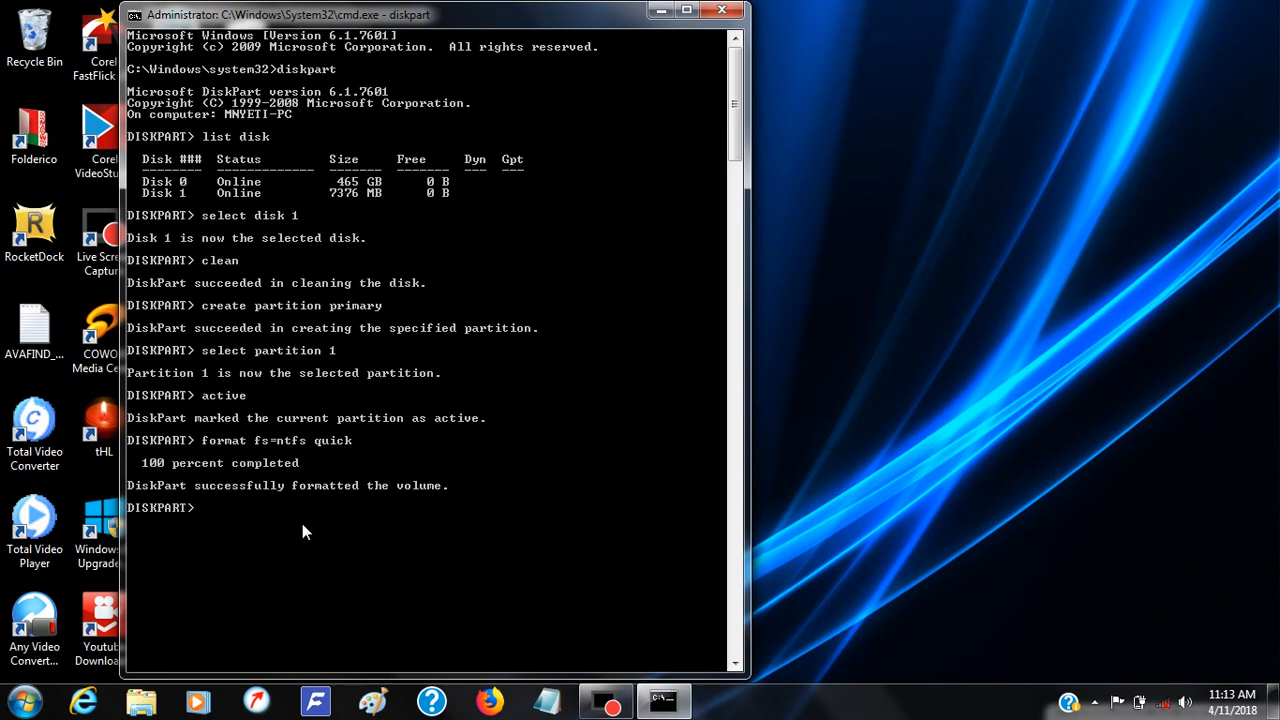 Administrator: C:\Windows\System32\cmd.exe - diskpart
Microsoft Windows [Version 6.1.7601]
Copyright (c) 2009 Microsoft Corporation.  All rights reserved.
C:\Windows\system32>diskpart
Microsoft DiskPart version 6.1.7601
Copyright (C) 1999-2008 Microsoft Corporation.
On computer: MNYETI-PC
DISKPART> list disk
Disk ###  Status  Size  Free  Dyn  Gpt
--------  -------------  -------  -------  ---  ---
Disk 0  Online  465 GB  0 B
Disk 1  Online  7376 MB  0 B
DISKPART> select disk 1
Disk 1 is now the selected disk.
DISKPART> clean
DiskPart succeeded in cleaning the disk.
DISKPART> create partition primary
DiskPart succeeded in creating the specified partition.
DISKPART> select partition 1
Partition 1 is now the selected partition.
DISKPART> active
DiskPart marked the current partition as active.
DISKPART> format fs=ntfs quick
100 percent completed
DiskPart successfully formatted the volume.
DISKPART>
Recycle Bin
Corel
FastFlick ...
Folderico
Corel
VideoStu
RocketDock
Live Screen
Captur
AVAFIND_...
COWO
Media Ce
Total Video
Converter
tHL
Total Video
Player
Windows
Upgrade
Any Video
Convert...
Youtu
Downloa
11:13 AM
4/11/2018